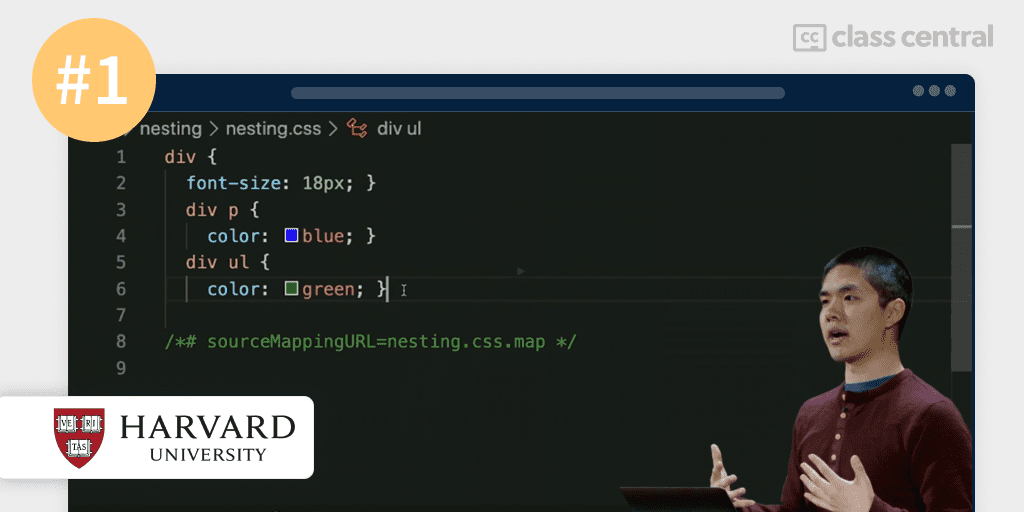 #1
class central
nesting > nesting.css > div ul
1 div {
2 font-size: 18px; }
3 div p {
4 color: blue; }
5 div ul {
6 color: green; }
7
8 /*# sourceMappingURL=nesting.css.map */
9
VE RI
TAS
HARVARD
UNIVERSITY